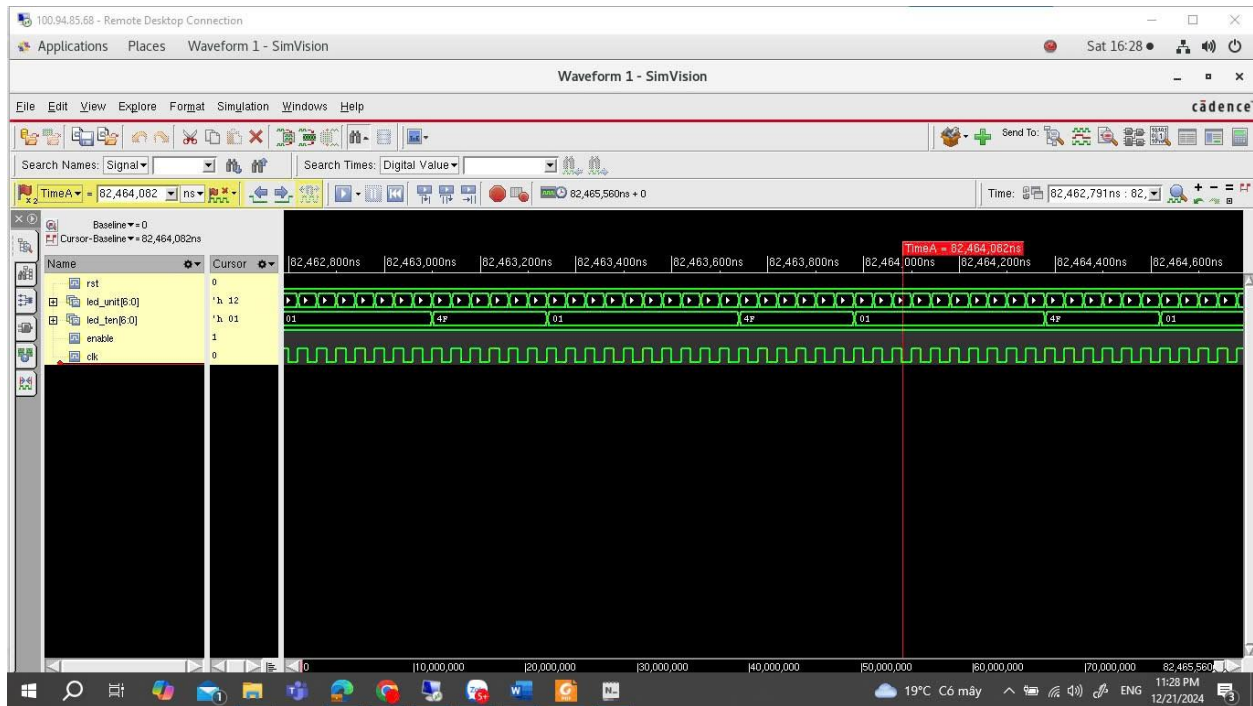 100.94.85.68 - Remote Desktop Connection
Applications Places Waveform 1 - SimVision Sat 16:28
Waveform 1 - SimVision
File Edit View Explore Format Simulation Windows Help cādence
Send To:
Search Names: Signal Search Times: Digital Value
TimeA = 82,464,082 ns 82,465,560ns + 0 Time: 82,462,791ns : 82,
Baseline = 0
Cursor-Baseline = 82,464,082ns
TimeA = 82,464,082ns
Name Cursor 82,462,800ns 82,463,000ns 82,463,200ns 82,463,400ns 82,463,600ns 82,463,800ns 82,464,000ns 82,464,200ns 82,464,400ns 82,464,600ns
rst 0
led_unit[6:0] 'h 12
led_ten[6:0] 'h 01 01 4F 01 4F 01 4F 01
enable 1
clk 0
0 10,000,000 20,000,000 30,000,000 40,000,000 50,000,000 60,000,000 70,000,000 82,465,560
19°C Có mây ENG 11:28 PM
12/21/2024